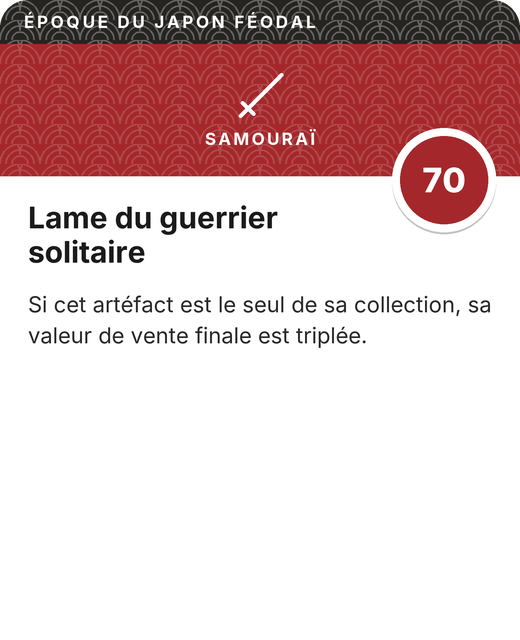 ÉPOQUE DU JAPON FÉODAL
SAMOURAÏ
70
Lame du guerrier
solitaire
Si cet artéfact est le seul de sa collection, sa
valeur de vente finale est triplée.